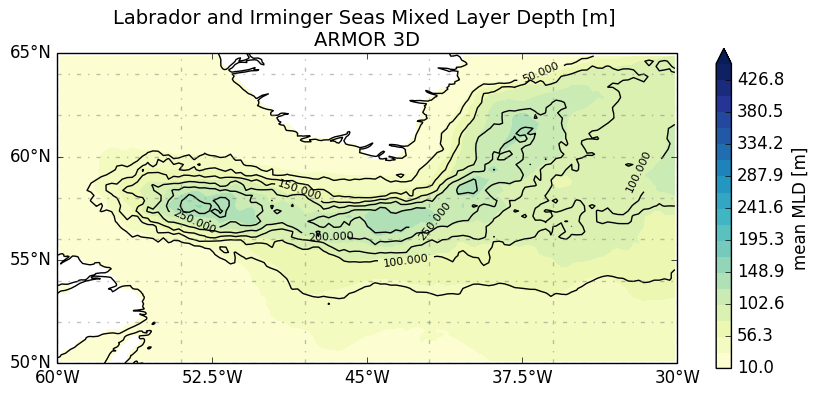 Labrador and Irminger Seas Mixed Layer Depth [m]
ARMOR 3D
65°N
60°N
55°N
50°N
60°W
52.5°W
45°W
37.5°W
30°W
50.000
150.000
100.000
250.000
250.000
200.000
100.000
426.8
380.5
334.2
287.9
241.6
195.3
148.9
102.6
56.3
10.0
mean MLD [m]